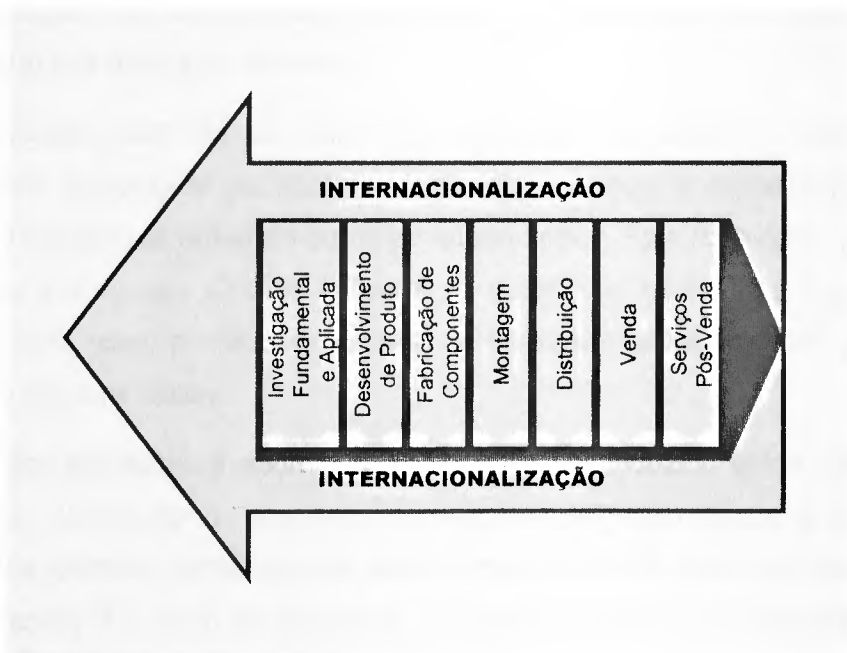 INTERNACIONALIZAÇÃO
Investigação
Fundamental
e Aplicada
Desenvolvimento
de Produto
Fabricação de
Componentes
Montagem
Distribuição
Venda
Serviços
Pós-Venda
INTERNACIONALIZAÇÃO